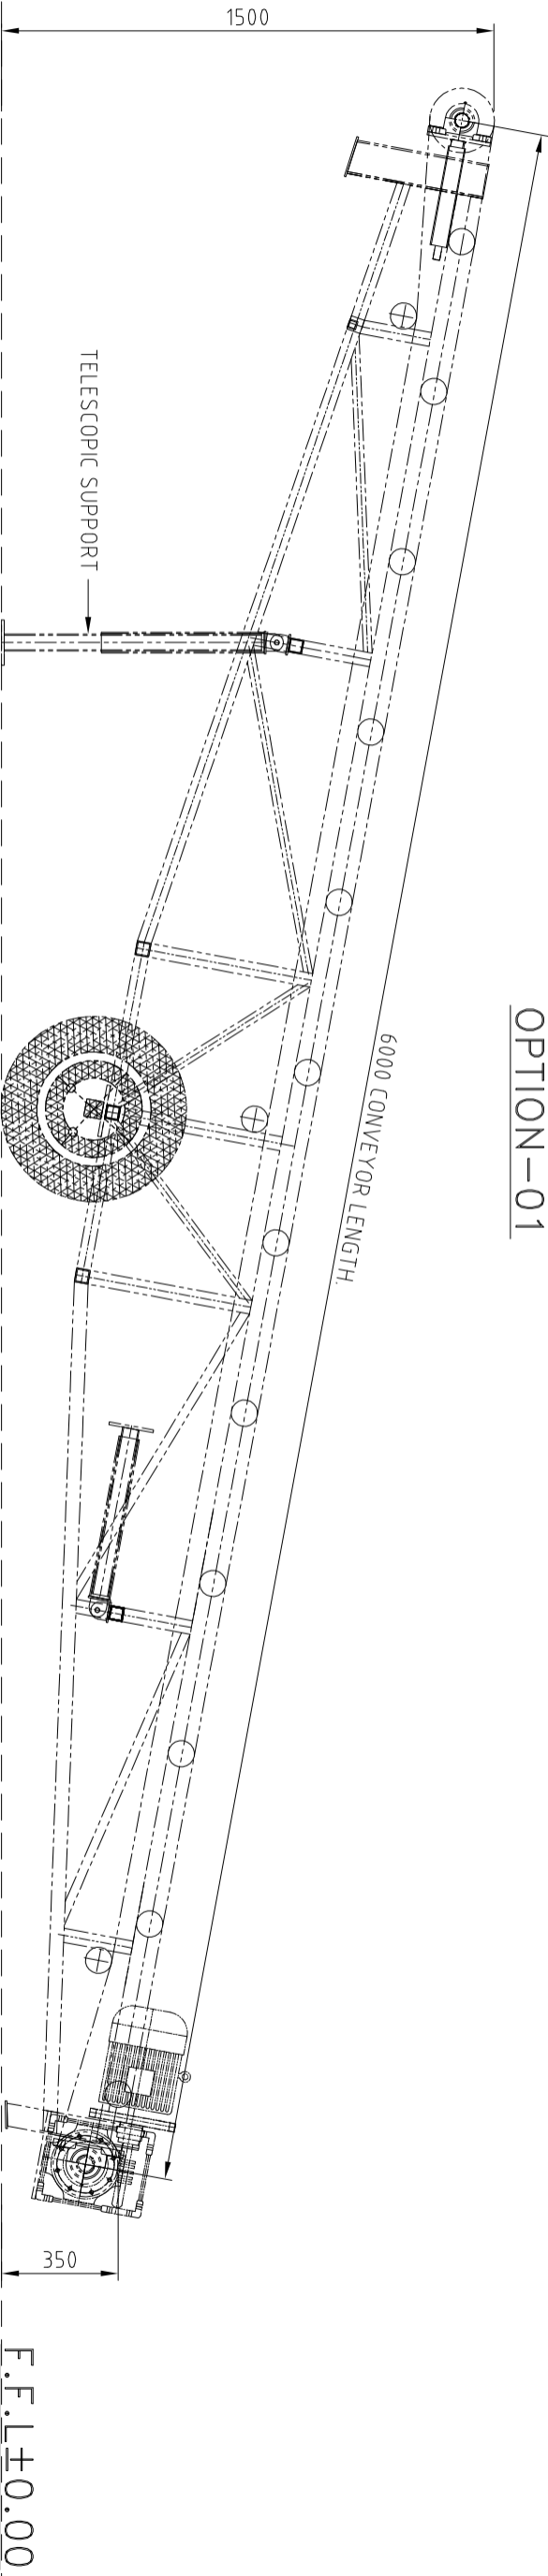 OPTION-01
1500
6000 CONVEYOR LENGTH.
TELESCOPIC SUPPORT
350
F.F.L±0.00